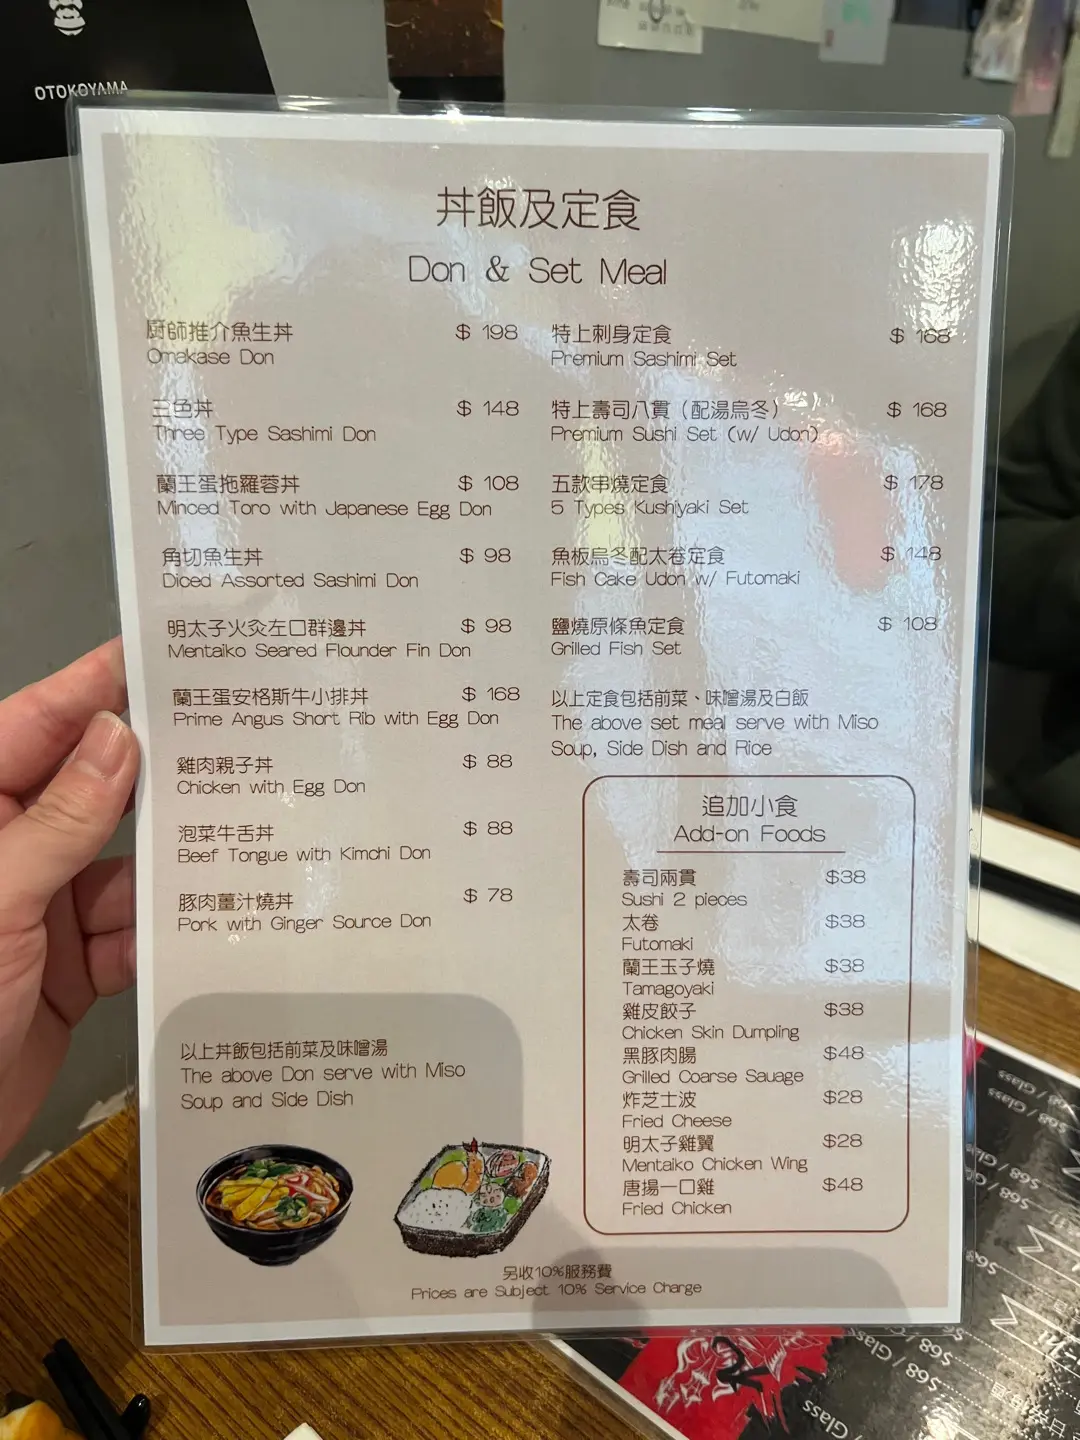 OTOKOYAMA
丼飯及定食
Don & Set Meal
廚師推介魚生丼 $ 198
Omakase Don
三色丼 $ 148
Three Type Sashimi Don
蘭王蛋拖羅蓉丼 $ 108
Minced Toro with Japanese Egg Don
角切魚生丼 $ 98
Diced Assorted Sashimi Don
明太子火炙左口群邊丼 $ 98
Mentaiko Seared Flounder Fin Don
蘭王蛋安格斯牛小排丼 $ 168
Prime Angus Short Rib with Egg Don
雞肉親子丼 $ 88
Chicken with Egg Don
泡菜牛舌丼 $ 88
Beef Tongue with Kimchi Don
豚肉薑汁燒丼 $ 78
Pork with Ginger Source Don
以上丼飯包括前菜及味噌湯
The above Don serve with Miso
Soup and Side Dish
特上刺身定食 $ 168
Premium Sashimi Set
特上壽司八貫（配湯烏冬） $ 168
Premium Sushi Set (w/ Udon)
五款串燒定食 $ 178
5 Types Kushiyaki Set
魚板烏冬配太卷定食 $ 148
Fish Cake Udon w/ Futomaki
鹽燒原條魚定食 $ 108
Grilled Fish Set
以上定食包括前菜、味噌湯及白飯
The above set meal serve with Miso
Soup, Side Dish and Rice
追加小食
Add-on Foods
壽司兩貫 $38
Sushi 2 pieces
太卷 $38
Futomaki
蘭王玉子燒 $38
Tamagoyaki
雞皮餃子 $38
Chicken Skin Dumpling
黑豚肉腸 $48
Grilled Coarse Sauage
炸芝士波 $28
Fried Cheese
明太子雞翼 $28
Mentaiko Chicken Wing
唐揚一口雞 $48
Fried Chicken
另收10%服務費
Prices are Subject 10% Service Charge
$68 / Glass
$68 / Glass
$68 / Glass
$68 / Glass
$68
$68 / Glass
$68 / Glass
$68 / Glass
/ Glass